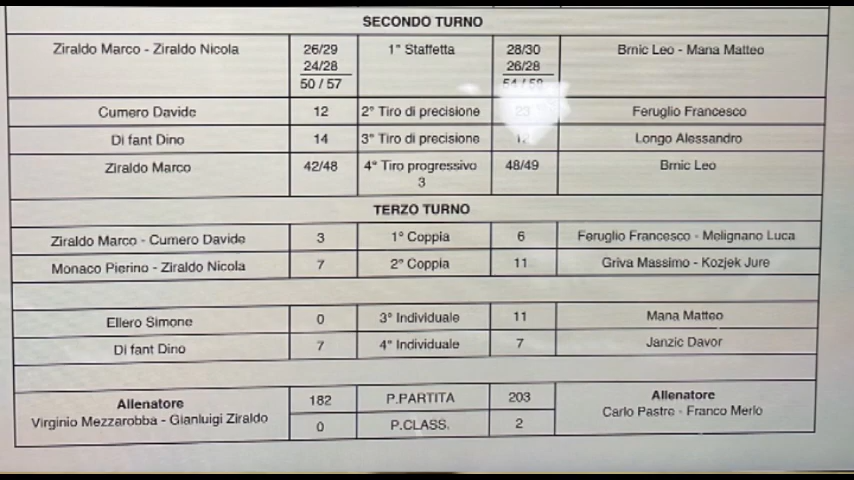 SECONDO TURNO
Ziraldo Marco - Ziraldo Nicola 26/29 1° Staffetta 28/30 Brnic Leo - Mana Matteo
24/28 26/28
50 / 57
Cumero Davide 12 2° Tiro di precisione 23 Feruglio Francesco
Di fant Dino 14 3° Tiro di precisione Longo Alessandro
Ziraldo Marco 42/48 4° Tiro progressivo 48/49 Brnic Leo
3
TERZO TURNO
Ziraldo Marco - Cumero Davide 3 1° Coppia 6 Feruglio Francesco - Melignano Luca
Monaco Pierino - Ziraldo Nicola 7 2° Coppia 11 Griva Massimo - Kozjek Jure
Ellero Simone 0 3° Individuale 11 Mana Matteo
Di fant Dino 7 4° Individuale 7 Janzic Davor
Allenatore 182 P.PARTITA 203 Allenatore
Virginio Mezzarobba - Gianluigi Ziraldo 0 P.CLASS. 2 Carlo Pastre - Franco Merlo